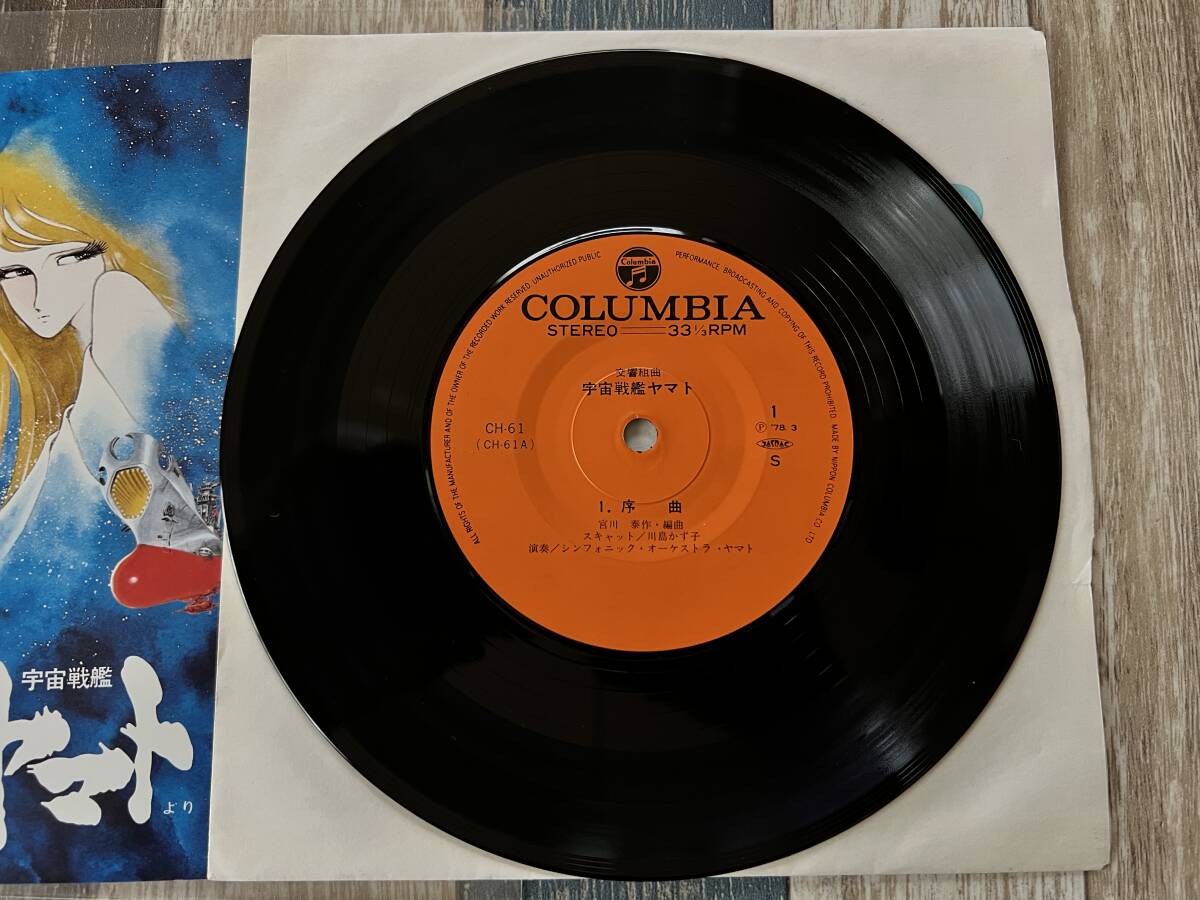 宇宙戦艦
ヤマト
より
Columbia
COLUMBIA
STEREO 33 1/3 RPM
交響組曲
宇宙戦艦ヤマト
CH-61
(CH-61A)
1
Ⓟ '78. 3
JASRAC
S
1. 序 曲
宮川 泰作・編曲
スキャット/川島かず子
演奏/シンフォニック・オーケストラ・ヤマト
ALL RIGHTS OF THE MANUFACTURER AND OF THE OWNER OF THE RECORDED WORK RESERVED. UNAUTHORIZED PUBLIC PERFORMANCE, BROADCASTING AND COPYING OF THIS RECORD PROHIBITED. MADE BY NIPPON COLUMBIA CO. LTD